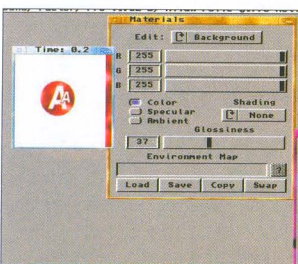 Materials
Edit: Background
Time: 0.2
R 255
G 255
B 255
Color Shading
Specular None
Ambient
Glossiness
37
Environment Map
Load Save Copy Swap